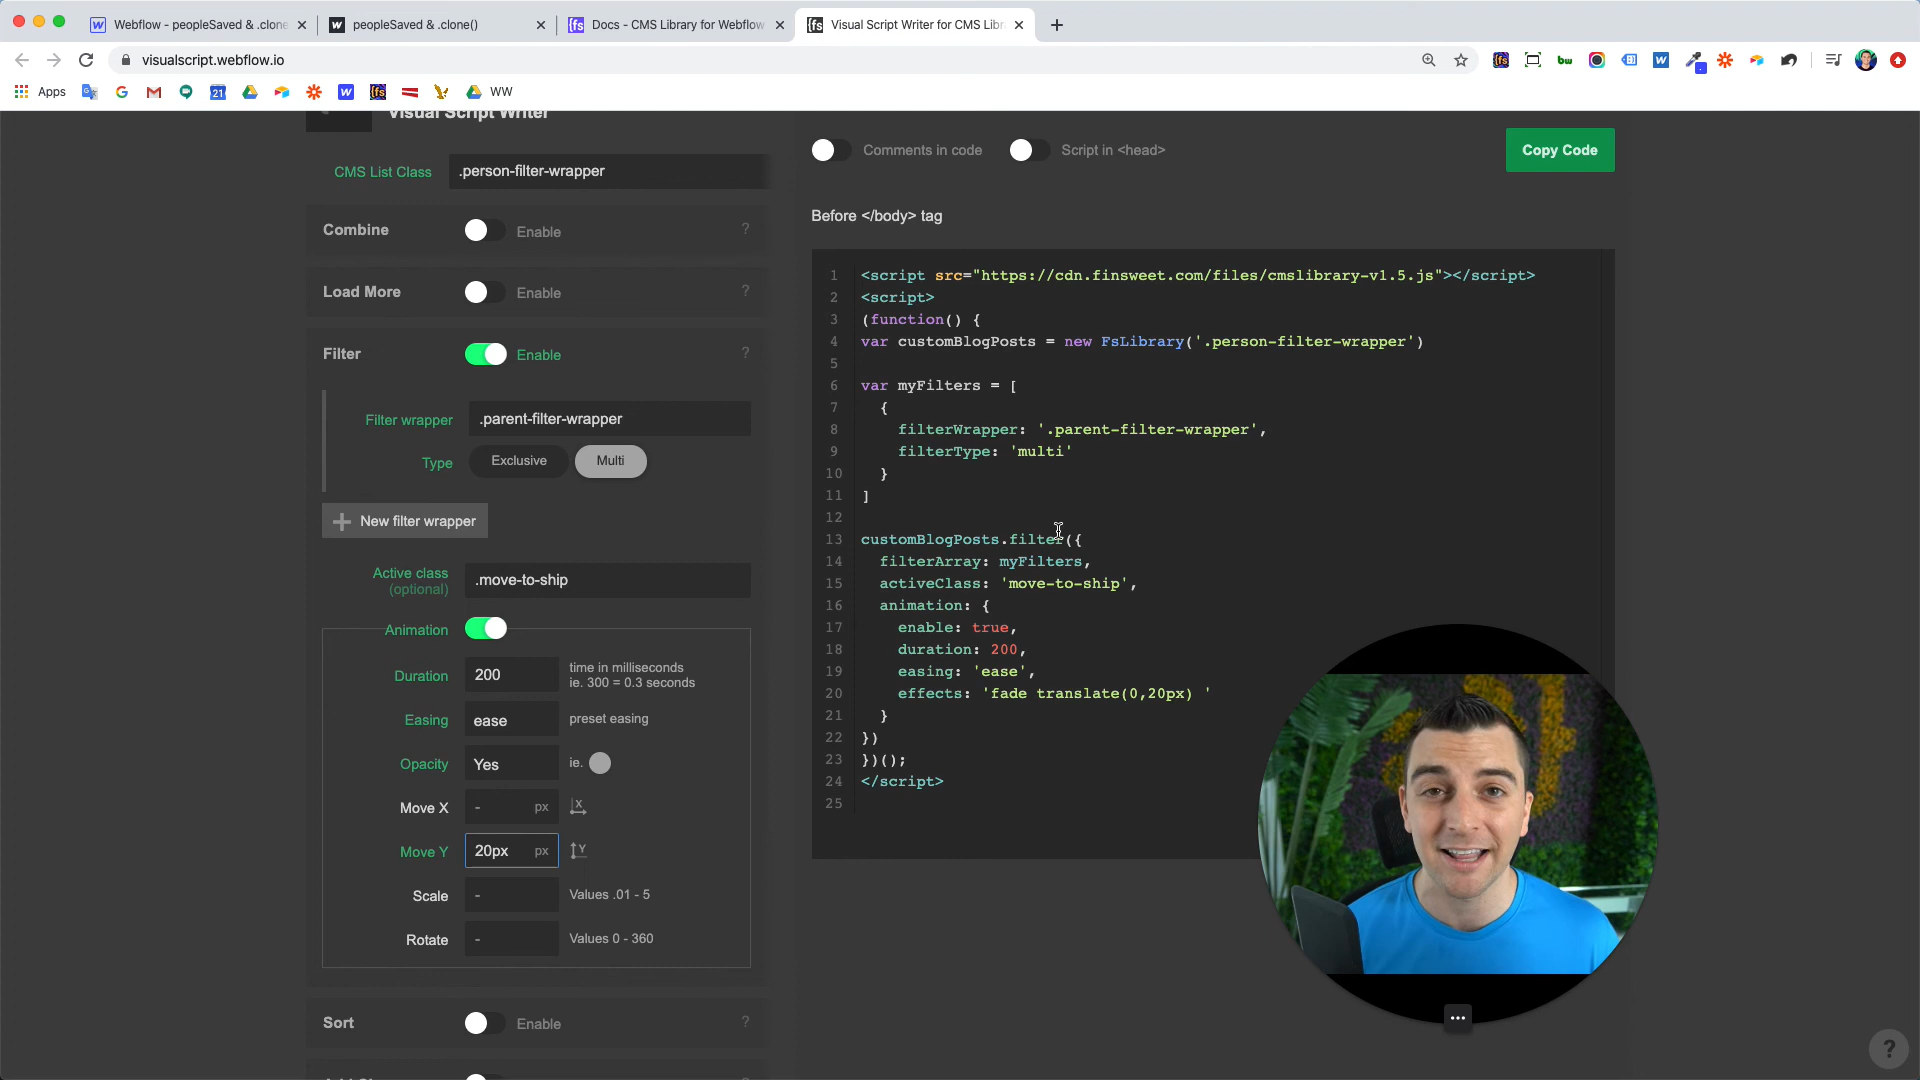 Webflow - peopleSaved & .clone
peopleSaved & .clone()
Docs - CMS Library for Webflow
Visual Script Writer for CMS Libr
visualscript.webflow.io
Apps
WW
Visual Script Writer
CMS List Class
.person-filter-wrapper
Combine
Enable
?
Load More
Enable
?
Filter
Enable
?
Filter wrapper
.parent-filter-wrapper
Type
Exclusive
Multi
New filter wrapper
Active class
(optional)
.move-to-ship
Animation
Duration
200
time in milliseconds
ie. 300 = 0.3 seconds
Easing
ease
preset easing
Opacity
Yes
ie.
Move X
-
px
X
Move Y
20px
px
Y
Scale
-
Values .01 - 5
Rotate
-
Values 0 - 360
Sort
Enable
?
Comments in code
Script in <head>
Copy Code
Before </body> tag
1 <script src="https://cdn.finsweet.com/files/cmslibrary-v1.5.js"></script>
2 <script>
3 (function() {
4 var customBlogPosts = new FsLibrary('.person-filter-wrapper')
5
6 var myFilters = [
7 {
8 filterWrapper: '.parent-filter-wrapper',
9 filterType: 'multi'
10 }
11 ]
12
13 customBlogPosts.filter({
14 filterArray: myFilters,
15 activeClass: 'move-to-ship',
16 animation: {
17 enable: true,
18 duration: 200,
19 easing: 'ease',
20 effects: 'fade translate(0,20px) '
21 }
22 })
23 })();
24 </script>
25
?